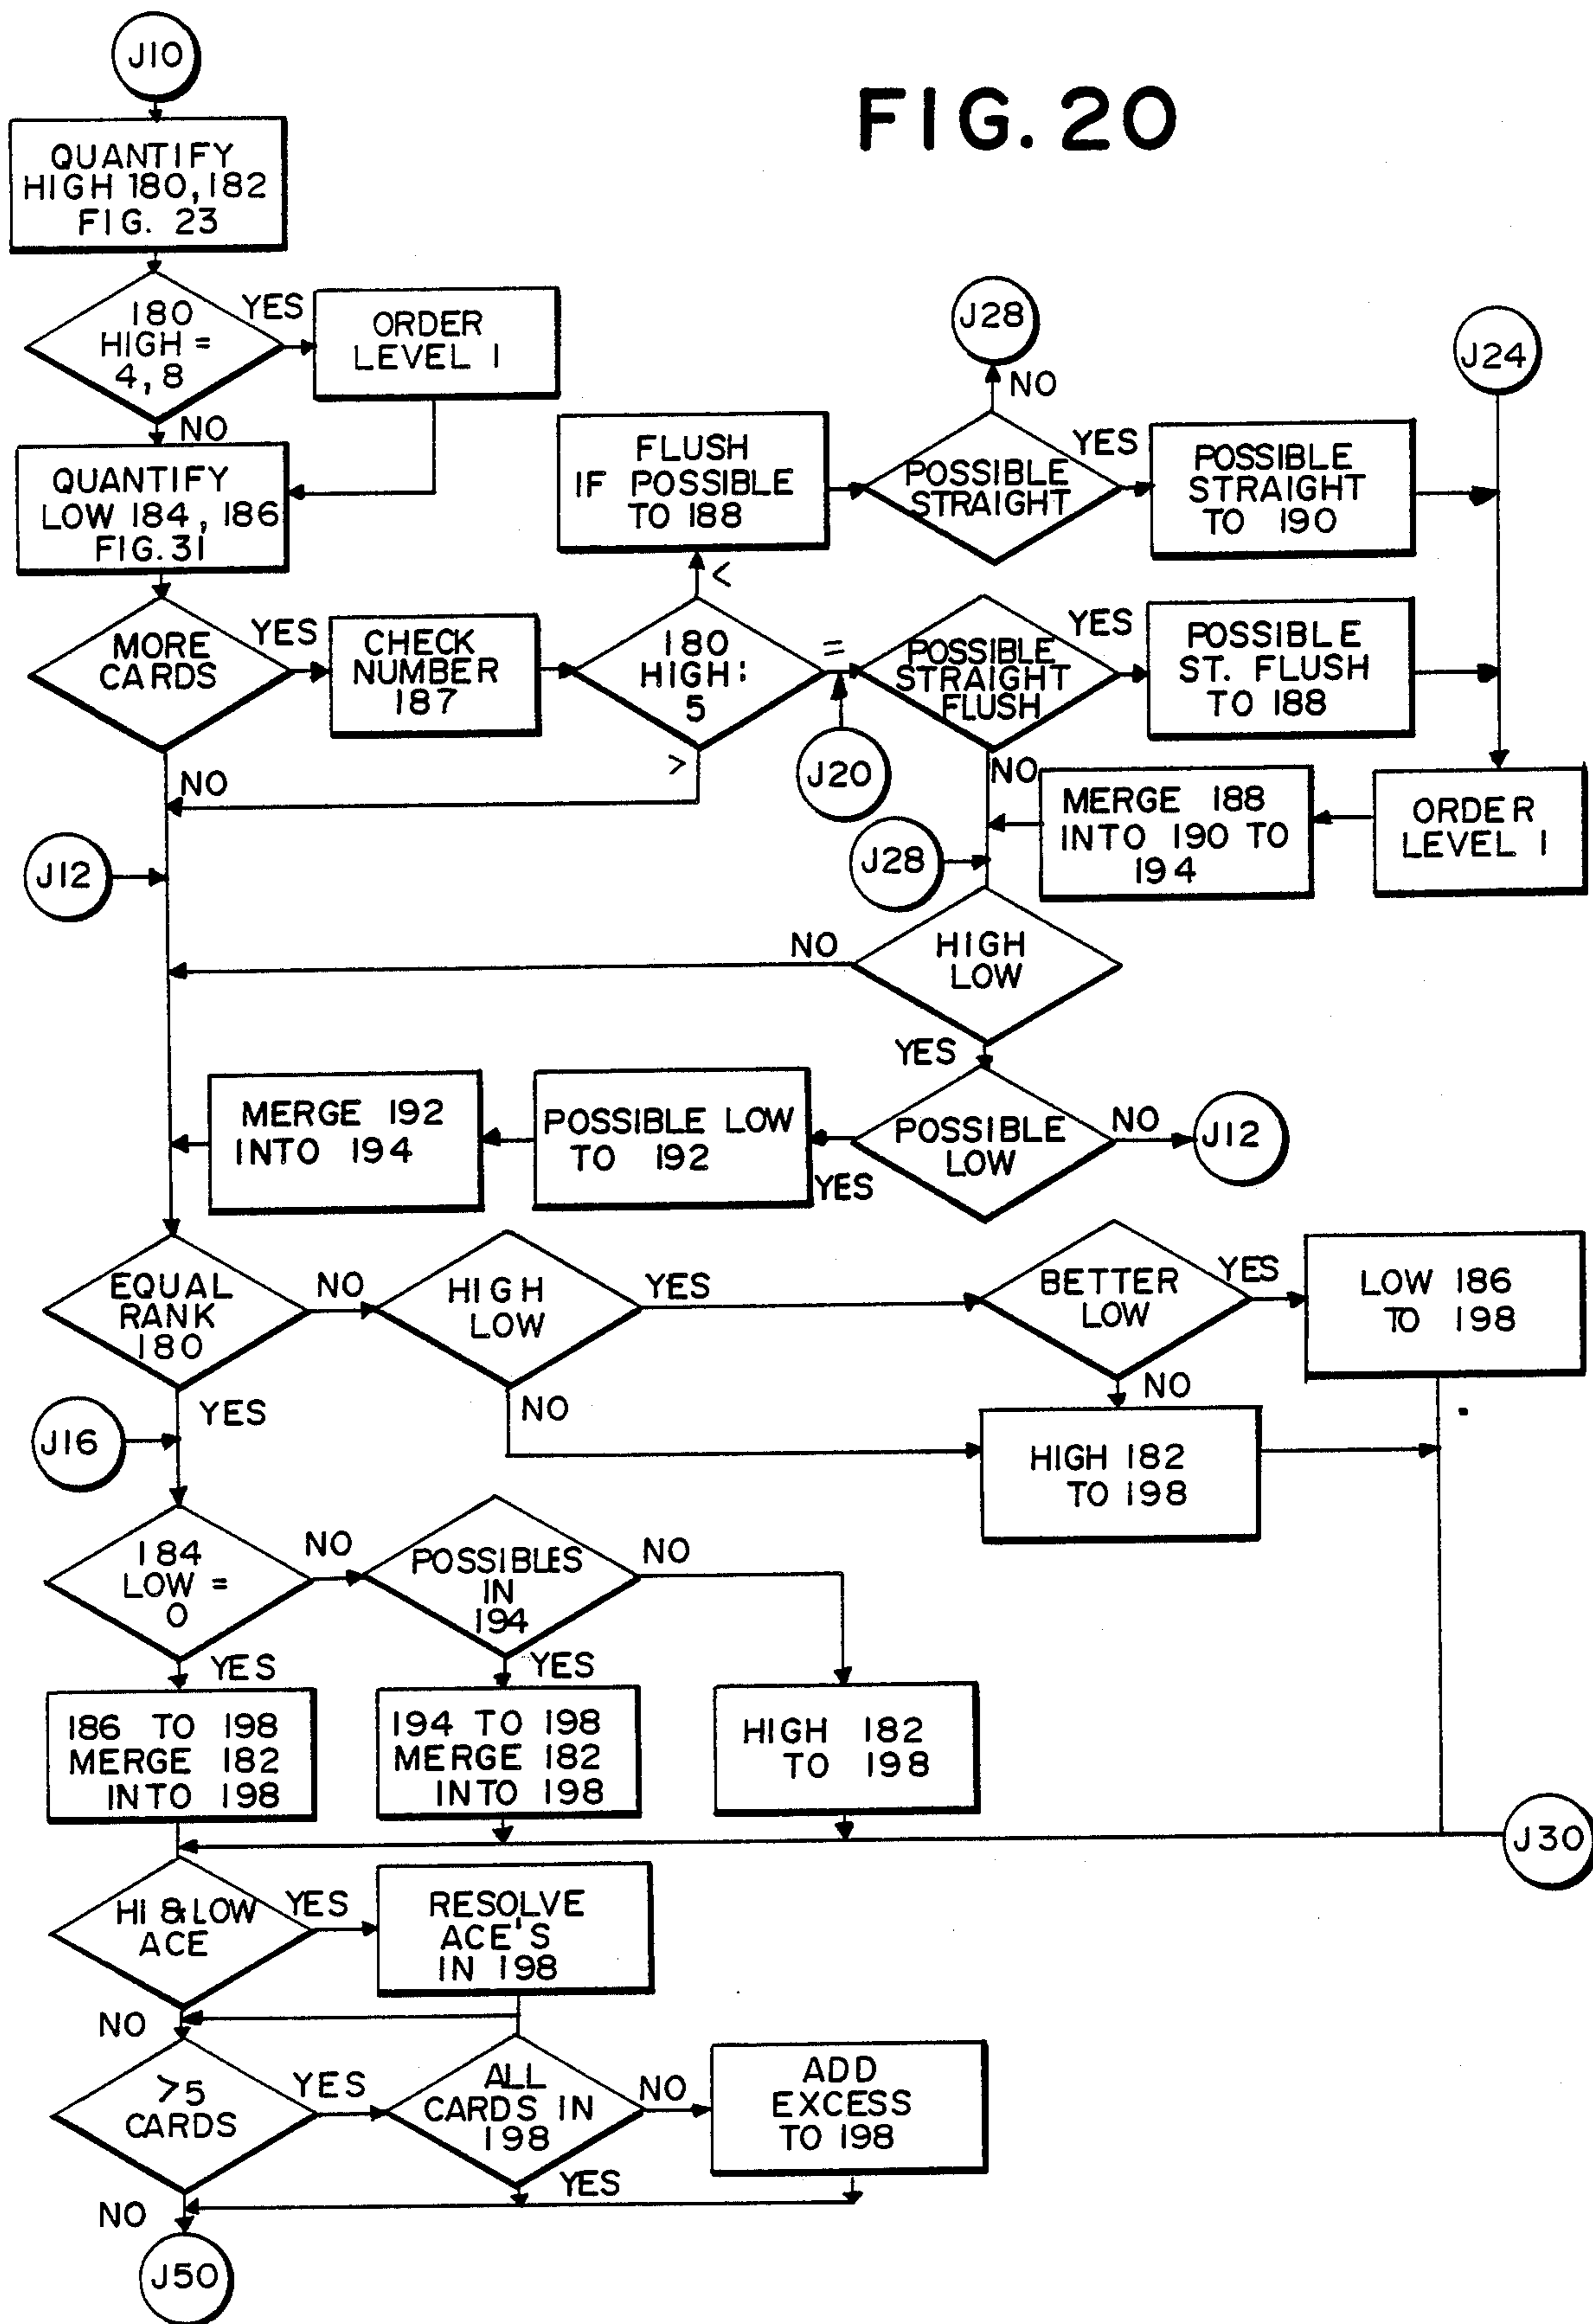 J10
FIG. 20
QUANTIFY
HIGH 180, 182
FIG. 23
180
HIGH =
4, 8
YES
ORDER
LEVEL 1
NO
J28
NO
J24
QUANTIFY
LOW 184, 186
FIG. 31
FLUSH
IF POSSIBLE
TO 188
POSSIBLE
STRAIGHT
YES
POSSIBLE
STRAIGHT
TO 190
MORE
CARDS
YES
CHECK
NUMBER
187
<
180
HIGH:
5
=
POSSIBLE
STRAIGHT
FLUSH
YES
POSSIBLE
ST. FLUSH
TO 188
NO
>
J20
NO
MERGE 188
INTO 190 TO
194
ORDER
LEVEL 1
J12
J28
NO
HIGH
LOW
YES
MERGE 192
INTO 194
POSSIBLE LOW
TO 192
YES
POSSIBLE
LOW
NO
J12
EQUAL
RANK
180
NO
HIGH
LOW
YES
BETTER
LOW
YES
LOW 186
TO 198
YES
NO
NO
J16
HIGH 182
TO 198
184
LOW =
0
NO
POSSIBLES
IN
194
NO
YES
YES
186 TO 198
MERGE 182
INTO 198
194 TO 198
MERGE 182
INTO 198
HIGH 182
TO 198
J30
HI & LOW
ACE
YES
RESOLVE
ACE'S
IN 198
NO
>5
CARDS
YES
ALL
CARDS IN
198
NO
ADD
EXCESS
TO 198
YES
NO
J50